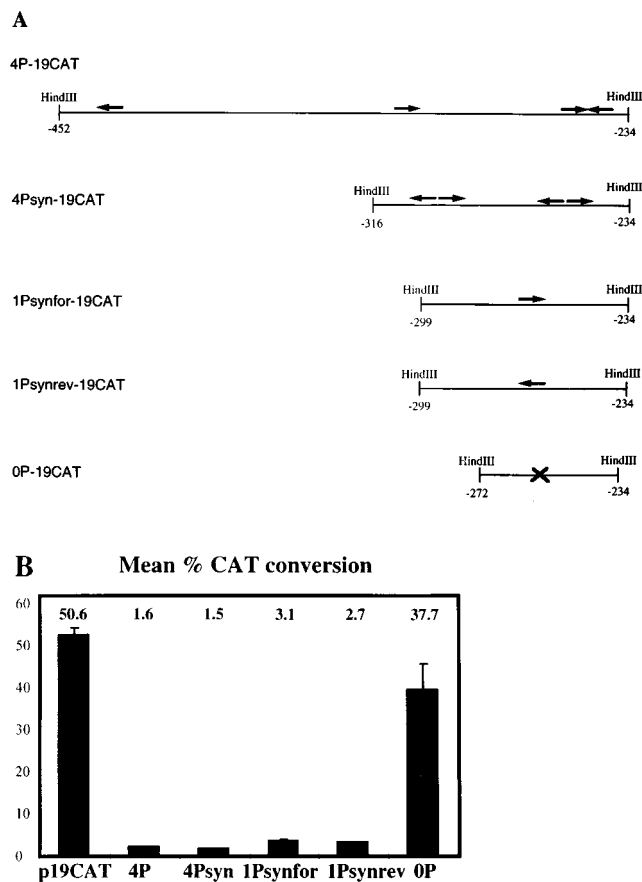 A
4P-19CAT
HindIII HindIII
-452 -234
4Psyn-19CAT
HindIII HindIII
-316 -234
1Psynfor-19CAT
HindIII HindIII
-299 -234
1Psynrev-19CAT
HindIII HindIII
-299 -234
0P-19CAT
HindIII HindIII
-272 -234
B Mean % CAT conversion
60
50.6 1.6 1.5 3.1 2.7 37.7
50
40
30
20
10
0
p19CAT 4P 4Psyn 1Psynfor 1Psynrev 0P